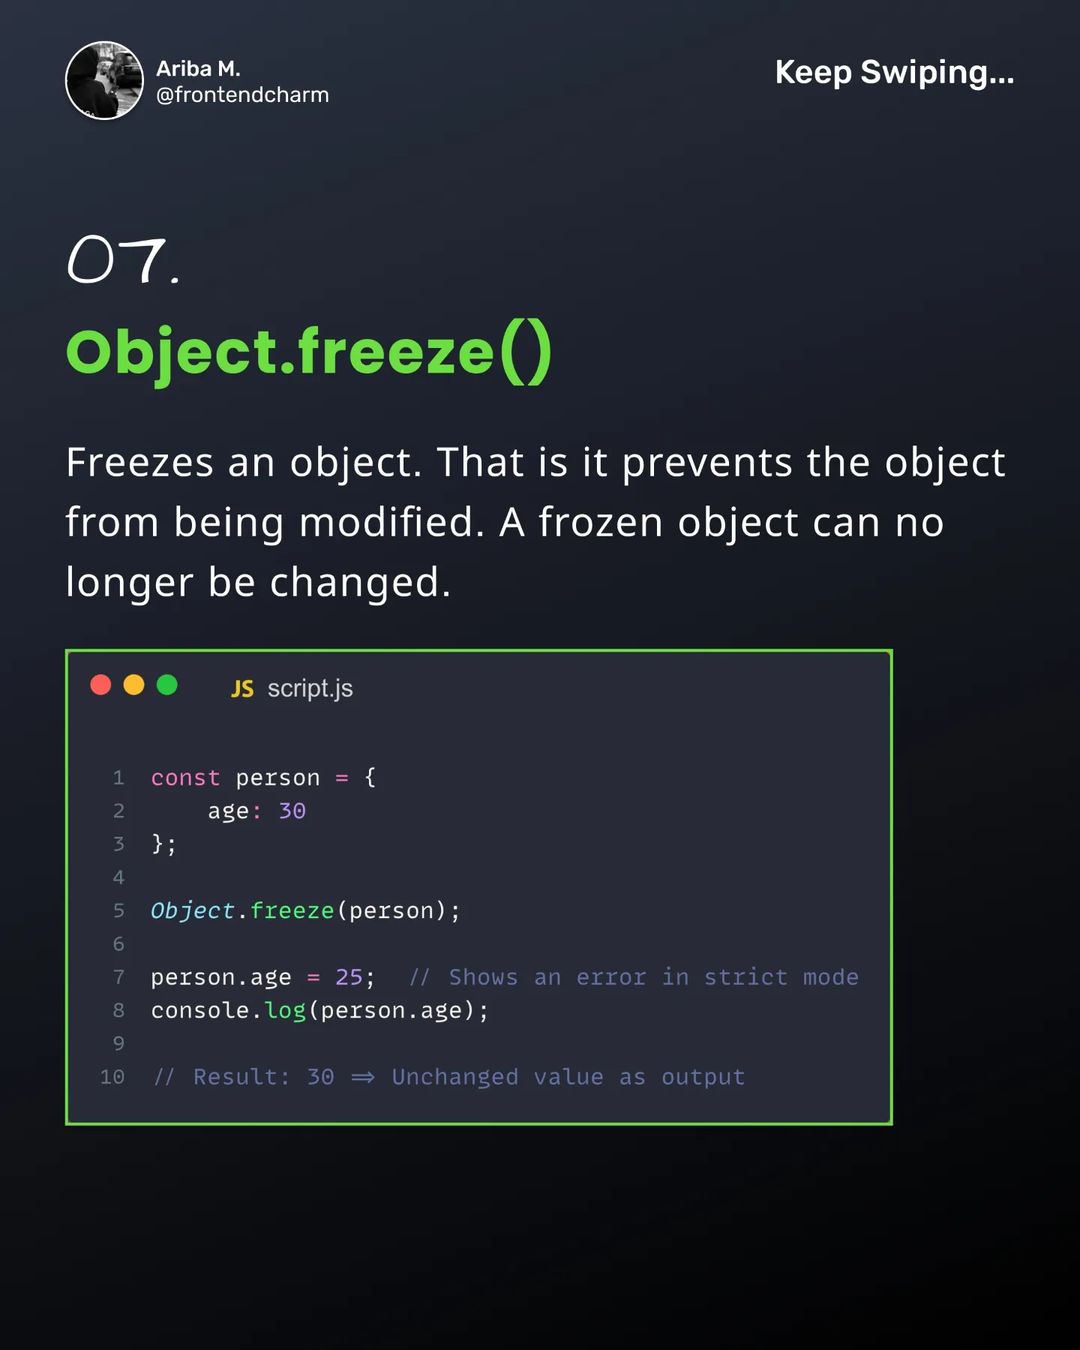 Ariba M.
@frontendcharm
Keep Swiping...
07.
Object.freeze()
Freezes an object. That is it prevents the object
from being modified. A frozen object can no
longer be changed.
JS script.js
1 const person = {
2     age: 30
3 };
4
5 Object.freeze(person);
6
7 person.age = 25;  // Shows an error in strict mode
8 console.log(person.age);
9
10 // Result: 30 => Unchanged value as output